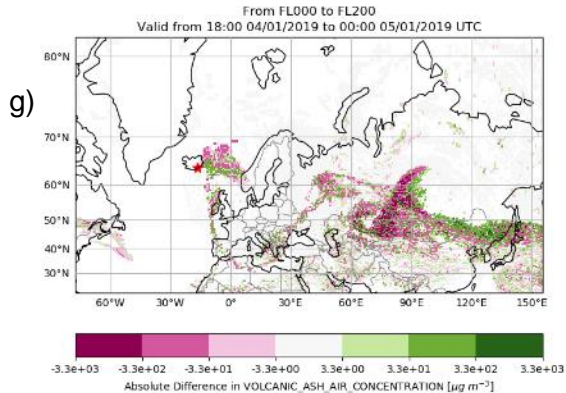 From FL000 to FL200
Valid from 18:00 04/01/2019 to 00:00 05/01/2019 UTC
g)
80°N
70°N
60°N
50°N
40°N
30°N
60°W 30°W 0° 30°E 60°E 90°E 120°E 150°E
-3.3e+03 -3.3e+02 -3.3e+01 -3.3e+00 3.3e+00 3.3e+01 3.3e+02 3.3e+03
Absolute Difference in VOLCANIC_ASH_AIR_CONCENTRATION [μg m⁻³]